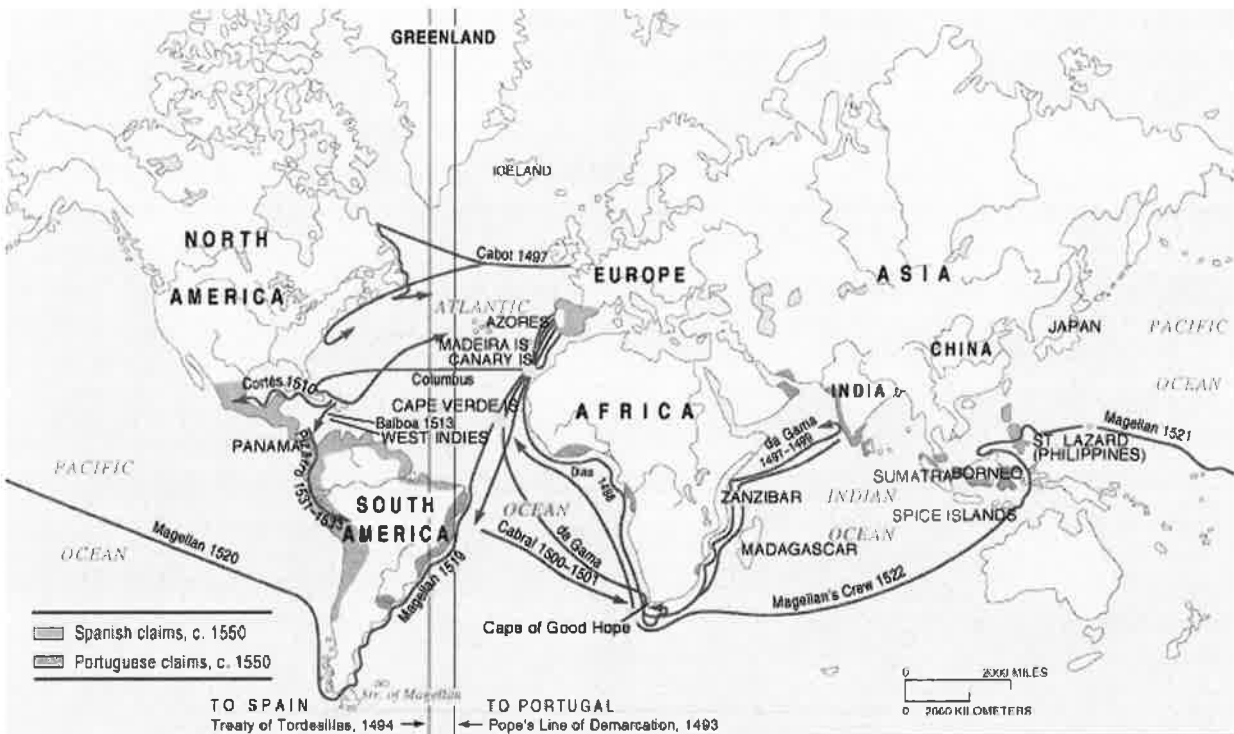 GREENLAND
ICELAND
NORTH
AMERICA
Cabot 1497
EUROPE
ASIA
ATLANTIC
AZORES
MADEIRA IS
CANARY IS
JAPAN
PACIFIC
OCEAN
CHINA
Cortés 1510
Columbus
INDIA
AFRICA
CAPE VERDE IS
Balboa 1513
WEST INDIES
PANAMA
Pizarro 1531-1533
da Gama
1497-1499
Magellan 1521
ST. LAZARD
(PHILIPPINES)
PACIFIC
OCEAN
SOUTH
AMERICA
Dias 1488
SUMATRA
BORNEO
ZANZIBAR
INDIAN
OCEAN
SPICE ISLANDS
OCEAN
da Gama
Cabral 1500-1501
MADAGASCAR
Magellan 1520
Magellan 1519
Magellan's Crew 1522
Cape of Good Hope
Spanish claims, c. 1550
Portuguese claims, c. 1550
Str. of Magellan
0 2000 MILES
0 2000 KILOMETERS
TO SPAIN
Treaty of Tordesillas, 1494
TO PORTUGAL
Pope's Line of Demarcation, 1493